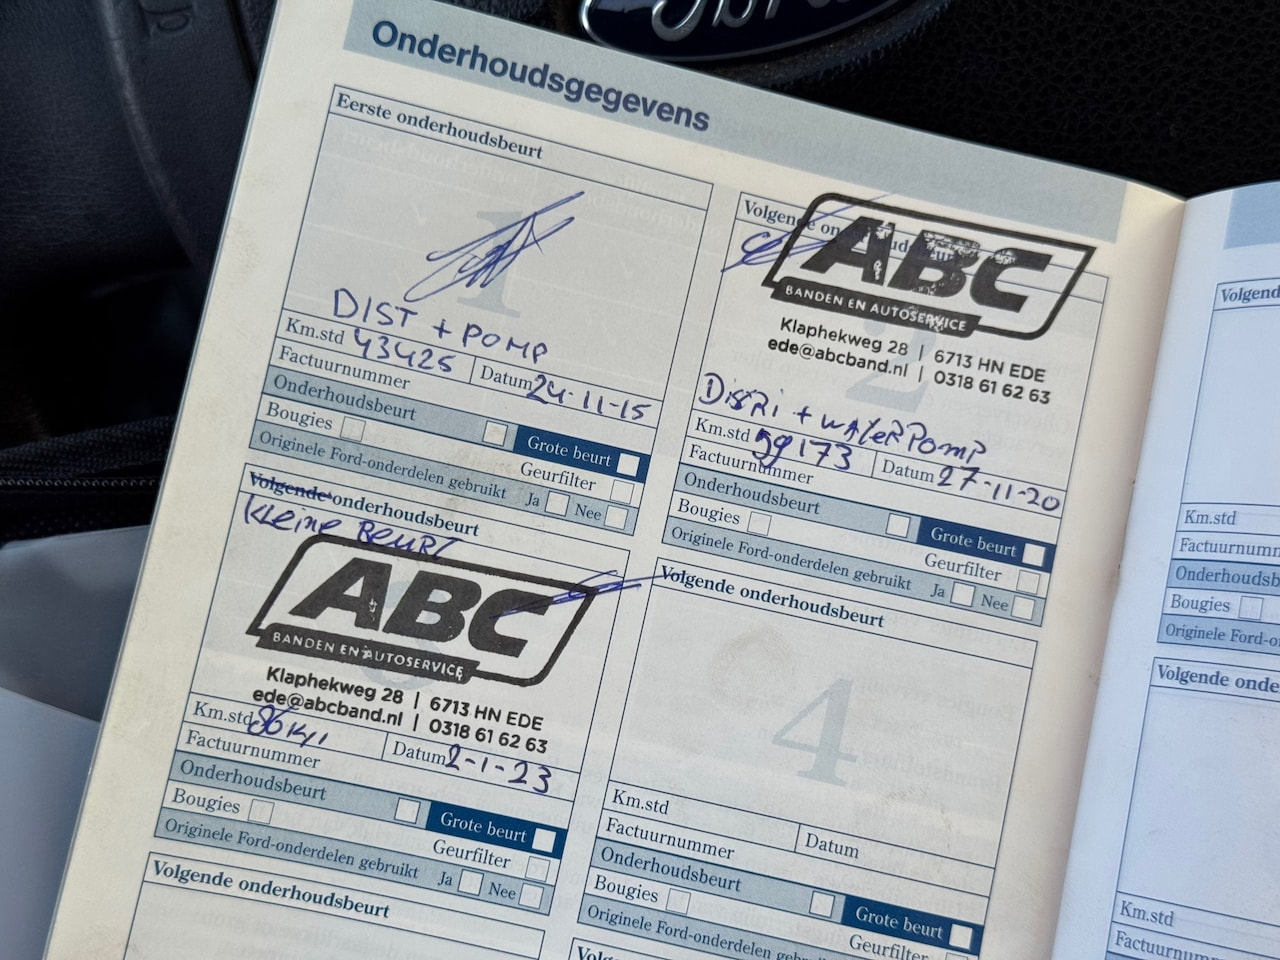 Onderhoudsgegevens
Eerste onderhoudsbeurt
DIST + POMP
Km.std 43425
Factuurnummer
Datum 24-11-15
Onderhoudsbeurt
Grote beurt
Bougies
Geurfilter
Originele Ford-onderdelen gebruikt Ja Nee
Volgende onderhoudsbeurt
ABC
BANDEN EN AUTOSERVICE
Klaphekweg 28 | 6713 HN EDE
ede@abcband.nl | 0318 61 62 63
2
DISTRI + WATERPOMP
Km.std 59173
Factuurnummer
Datum 27-11-20
Onderhoudsbeurt
Grote beurt
Bougies
Geurfilter
Originele Ford-onderdelen gebruikt Ja Nee
Volgende onderhoudsbeurt
Kleine Beurt
ABC
BANDEN EN AUTOSERVICE
Klaphekweg 28 | 6713 HN EDE
ede@abcband.nl | 0318 61 62 63
Km.std
Factuurnummer
Datum 2-1-23
Onderhoudsbeurt
Grote beurt
Bougies
Geurfilter
Originele Ford-onderdelen gebruikt Ja Nee
Volgende onderhoudsbeurt
4
Km.std
Factuurnummer
Datum
Onderhoudsbeurt
Grote beurt
Bougies
Geurfilter
Originele Ford-onderdelen
Volgende onderhoudsbeurt
Km.std
Bougies
Originele Ford-o
Km.std